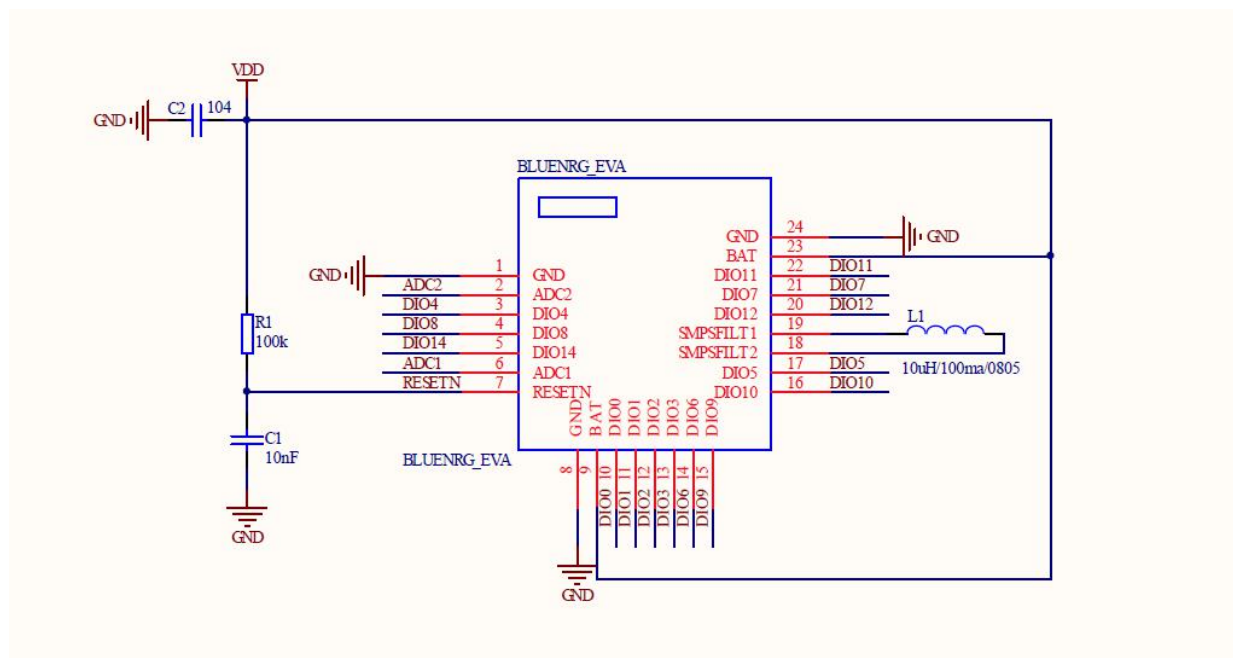 VDD
C2 104
GND
BLUENRG_EVA
24
GND GND
23
BAT
1 22 DIO11
GND GND DIO11
ADC2 2 21 DIO7
ADC2 DIO7
DIO4 3 20 DIO12
DIO4 DIO12
DIO8 4 19 L1
DIO8 SMPSFILT1
DIO14 5 18
DIO14 SMPSFILT2
ADC1 6 17 DIO5
ADC1 DIO5
10uH/100ma/0805
RESETN 7 16 DIO10
RESETN DIO10
R1
100k
GND BAT DIO0 DIO1 DIO2 DIO3 DIO6 DIO9
C1
10nF
BLUENRG_EVA
8 9 10 11 12 13 14 15
DIO0 DIO1 DIO2 DIO3 DIO6 DIO9
GND
GND